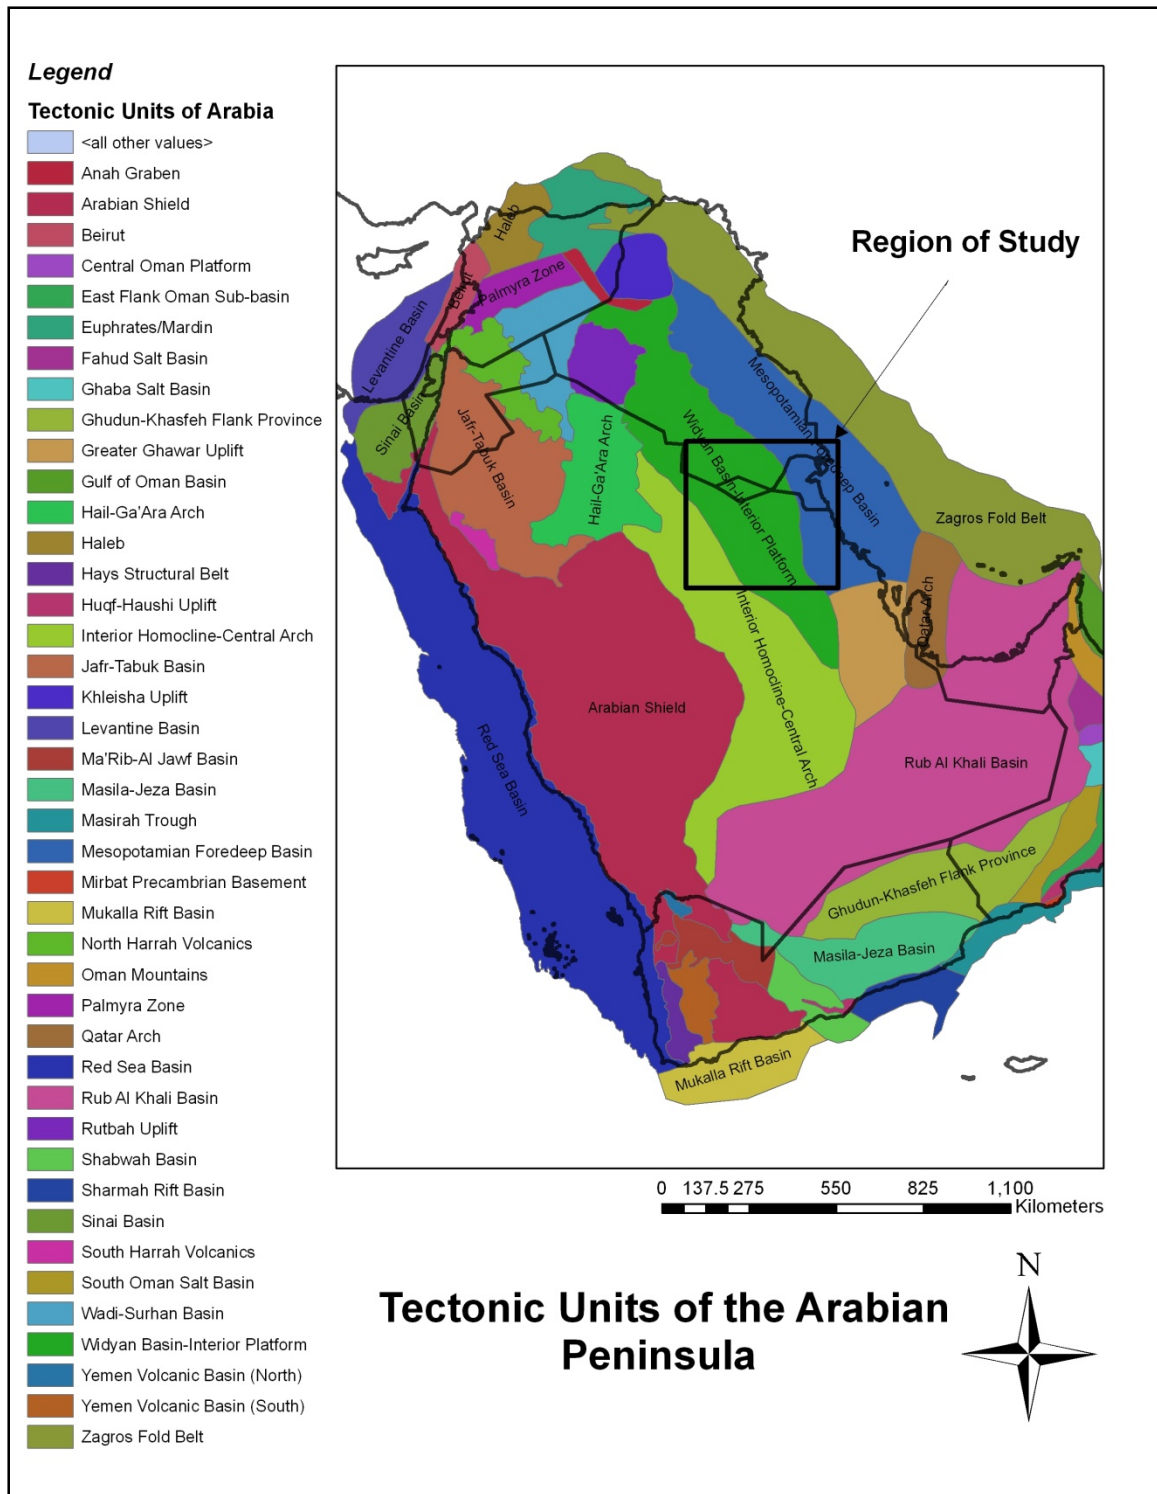 Legend
Tectonic Units of Arabia
<all other values>
Anah Graben
Arabian Shield
Beirut
Central Oman Platform
East Flank Oman Sub-basin
Euphrates/Mardin
Fahud Salt Basin
Ghaba Salt Basin
Ghudun-Khasfeh Flank Province
Greater Ghawar Uplift
Gulf of Oman Basin
Hail-Ga'Ara Arch
Haleb
Hays Structural Belt
Huqf-Haushi Uplift
Interior Homocline-Central Arch
Jafr-Tabuk Basin
Khleisha Uplift
Levantine Basin
Ma'Rib-Al Jawf Basin
Masila-Jeza Basin
Masirah Trough
Mesopotamian Foredeep Basin
Mirbat Precambrian Basement
Mukalla Rift Basin
North Harrah Volcanics
Oman Mountains
Palmyra Zone
Qatar Arch
Red Sea Basin
Rub Al Khali Basin
Rutbah Uplift
Shabwah Basin
Sharmah Rift Basin
Sinai Basin
South Harrah Volcanics
South Oman Salt Basin
Wadi-Surhan Basin
Widyan Basin-Interior Platform
Yemen Volcanic Basin (North)
Yemen Volcanic Basin (South)
Zagros Fold Belt
Region of Study
Haleb
Beirut
Palmyra Zone
Levantine Basin
Sinai Basin
Jafr-Tabuk Basin
Hail-Ga'Ara Arch
Widyan Basin-Interior Platform
Mesopotamian Foredeep Basin
Zagros Fold Belt
Qatar Arch
Interior Homocline-Central Arch
Arabian Shield
Red Sea Basin
Rub Al Khali Basin
Ghudun-Khasfeh Flank Province
Masila-Jeza Basin
Mukalla Rift Basin
0 137.5 275 550 825 1,100
Kilometers
Tectonic Units of the Arabian
Peninsula
N